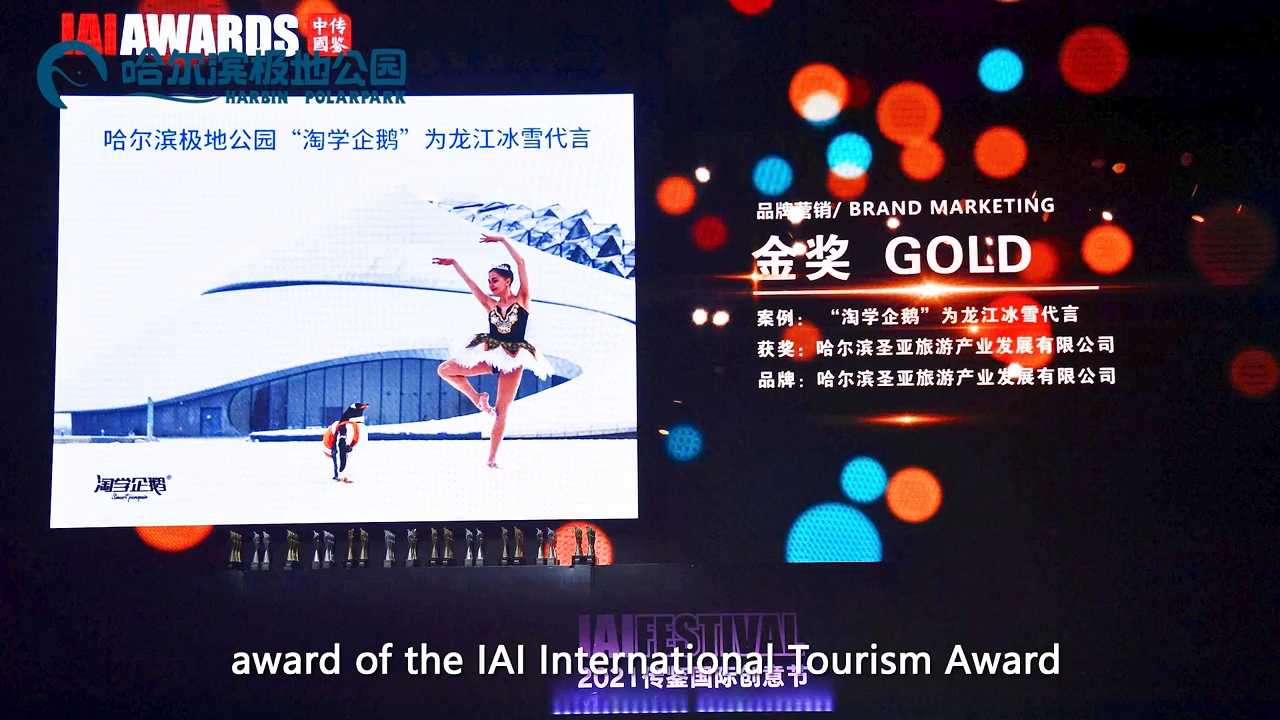 IAI AWARDS 中国 传鉴
哈尔滨极地公园
HARBIN POLARPARK
哈尔滨极地公园“淘学企鹅”为龙江冰雪代言
淘学企鹅®
Smart penguin
品牌营销/ BRAND MARKETING
金奖 GOLD
案例：“淘学企鹅”为龙江冰雪代言
获奖：哈尔滨圣亚旅游产业发展有限公司
品牌：哈尔滨圣亚旅游产业发展有限公司
IAI FESTIVAL
award of the IAI International Tourism Award
2021传鉴国际创意节